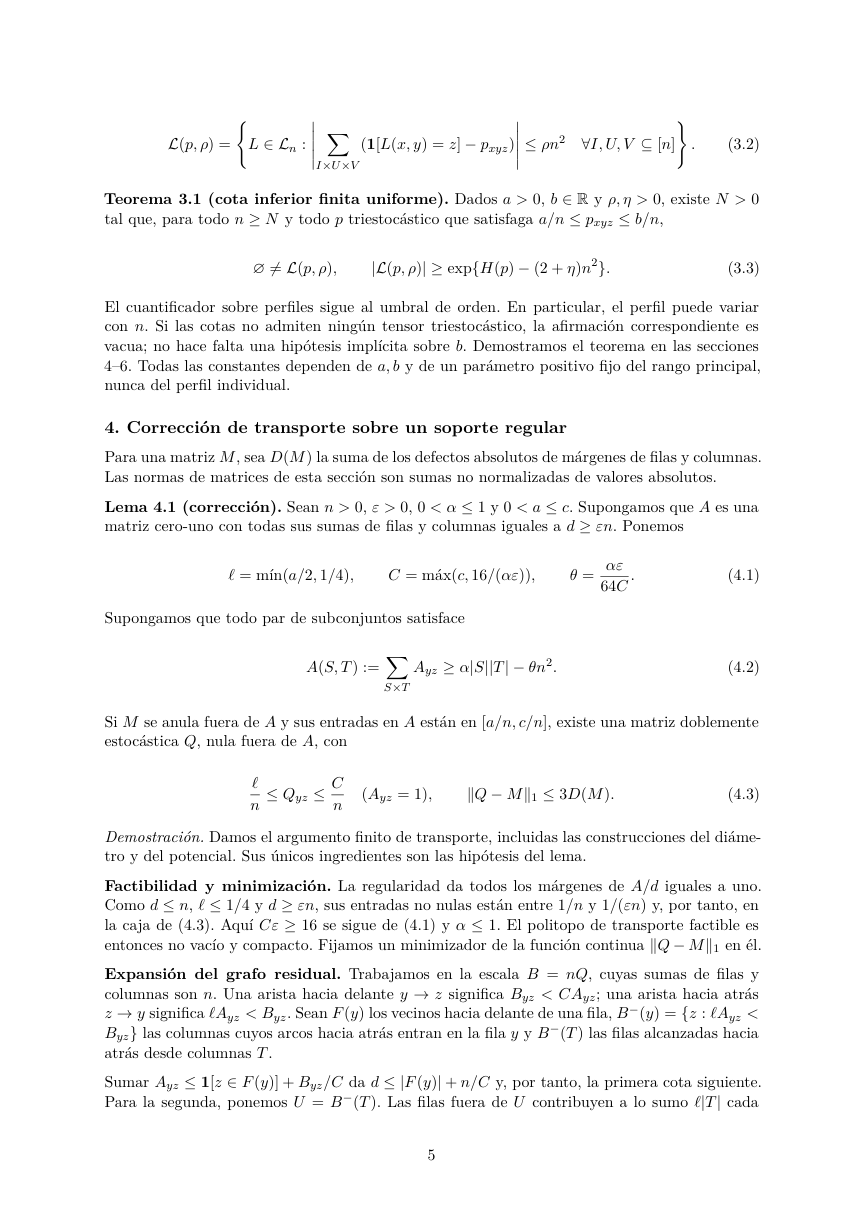 ℒ(p, ρ) = { L ∈ ℒₙ : | ∑_{I×U×V} (𝟏[L(x, y) = z] − p_{xyz}) | ≤ ρn²   ∀I, U, V ⊆ [n] } .   (3.2)
Teorema 3.1 (cota inferior finita uniforme). Dados a > 0, b ∈ ℝ y ρ, η > 0, existe N > 0
tal que, para todo n ≥ N y todo p triestocástico que satisfaga a/n ≤ p_{xyz} ≤ b/n,
∅ ≠ ℒ(p, ρ),   |ℒ(p, ρ)| ≥ exp{H(p) − (2 + η)n²}.   (3.3)
El cuantificador sobre perfiles sigue al umbral de orden. En particular, el perfil puede variar
con n. Si las cotas no admiten ningún tensor triestocástico, la afirmación correspondiente es
vacua; no hace falta una hipótesis implícita sobre b. Demostramos el teorema en las secciones
4–6. Todas las constantes dependen de a, b y de un parámetro positivo fijo del rango principal,
nunca del perfil individual.
4. Corrección de transporte sobre un soporte regular
Para una matriz M, sea D(M) la suma de los defectos absolutos de márgenes de filas y columnas.
Las normas de matrices de esta sección son sumas no normalizadas de valores absolutos.
Lema 4.1 (corrección). Sean n > 0, ε > 0, 0 < α ≤ 1 y 0 < a ≤ c. Supongamos que A es una
matriz cero-uno con todas sus sumas de filas y columnas iguales a d ≥ εn. Ponemos
ℓ = mín(a/2, 1/4),   C = máx(c, 16/(αε)),   θ = αε/64C.   (4.1)
Supongamos que todo par de subconjuntos satisface
A(S, T) := ∑_{S×T} A_{yz} ≥ α|S||T| − θn².   (4.2)
Si M se anula fuera de A y sus entradas en A están en [a/n, c/n], existe una matriz doblemente
estocástica Q, nula fuera de A, con
ℓ/n ≤ Q_{yz} ≤ C/n   (A_{yz} = 1),   ‖Q − M‖₁ ≤ 3D(M).   (4.3)
Demostración. Damos el argumento finito de transporte, incluidas las construcciones del diáme-
tro y del potencial. Sus únicos ingredientes son las hipótesis del lema.
Factibilidad y minimización. La regularidad da todos los márgenes de A/d iguales a uno.
Como d ≤ n, ℓ ≤ 1/4 y d ≥ εn, sus entradas no nulas están entre 1/n y 1/(εn) y, por tanto, en
la caja de (4.3). Aquí Cε ≥ 16 se sigue de (4.1) y α ≤ 1. El politopo de transporte factible es
entonces no vacío y compacto. Fijamos un minimizador de la función continua ‖Q − M‖₁ en él.
Expansión del grafo residual. Trabajamos en la escala B = nQ, cuyas sumas de filas y
columnas son n. Una arista hacia delante y → z significa B_{yz} < CA_{yz}; una arista hacia atrás
z → y significa ℓA_{yz} < B_{yz}. Sean F(y) los vecinos hacia delante de una fila, B⁻(y) = {z : ℓA_{yz} <
B_{yz}} las columnas cuyos arcos hacia atrás entran en la fila y y B⁻(T) las filas alcanzadas hacia
atrás desde columnas T.
Sumar A_{yz} ≤ 𝟏[z ∈ F(y)] + B_{yz}/C da d ≤ |F(y)| + n/C y, por tanto, la primera cota siguiente.
Para la segunda, ponemos U = B⁻(T). Las filas fuera de U contribuyen a lo sumo ℓ|T| cada
5